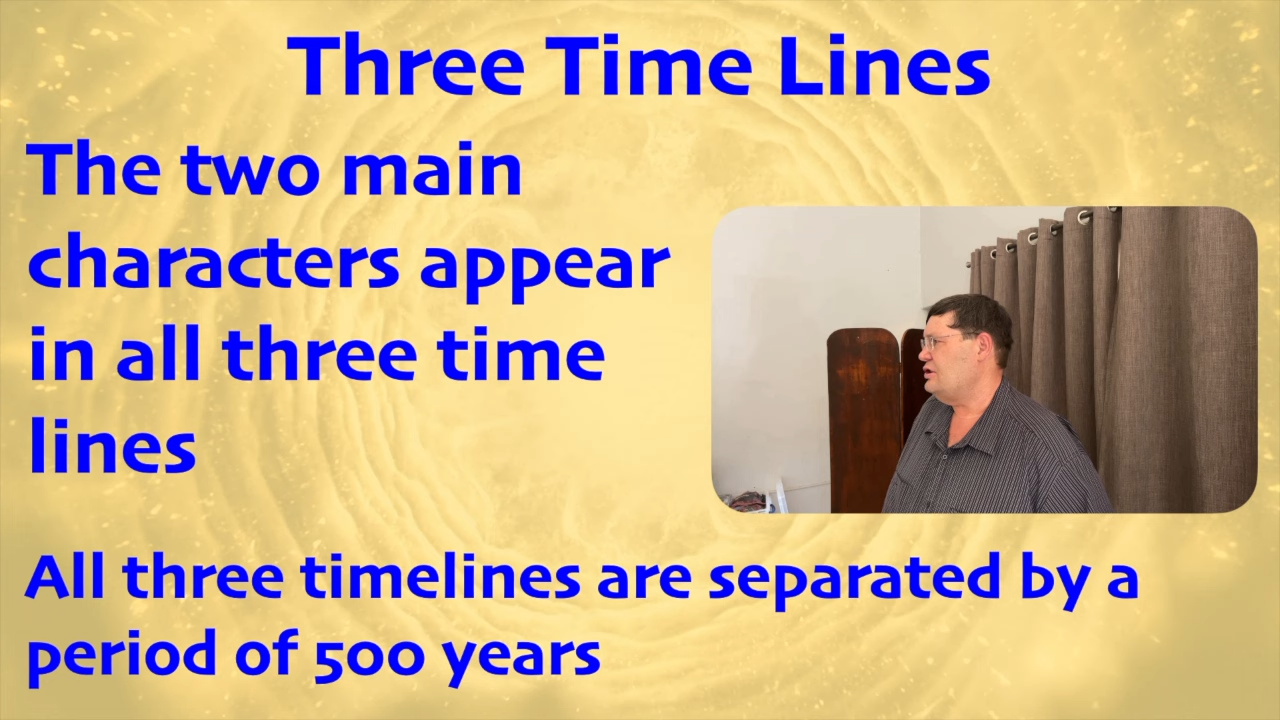 Three Time Lines
The two main
characters appear
in all three time
lines
All three timelines are separated by a
period of 500 years